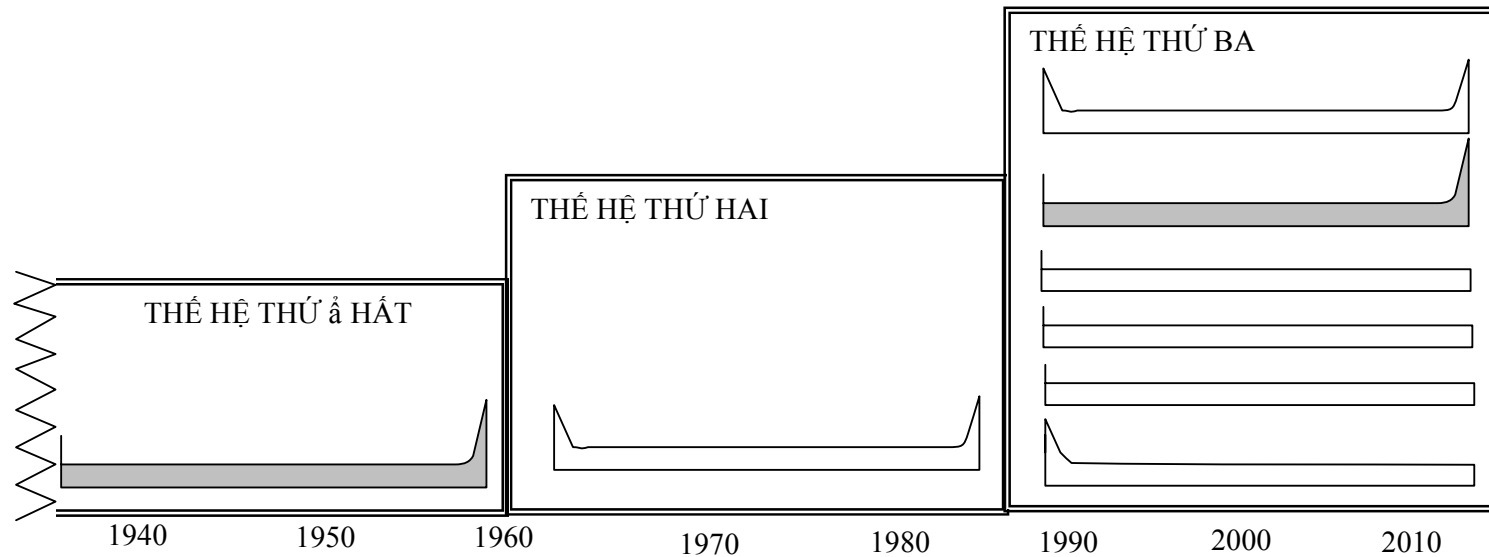 THẾ HỆ THỨ BA
THẾ HỆ THỨ HAI
THẾ HỆ THỨ ả HẤT
1940 1950 1960 1970 1980 1990 2000 2010